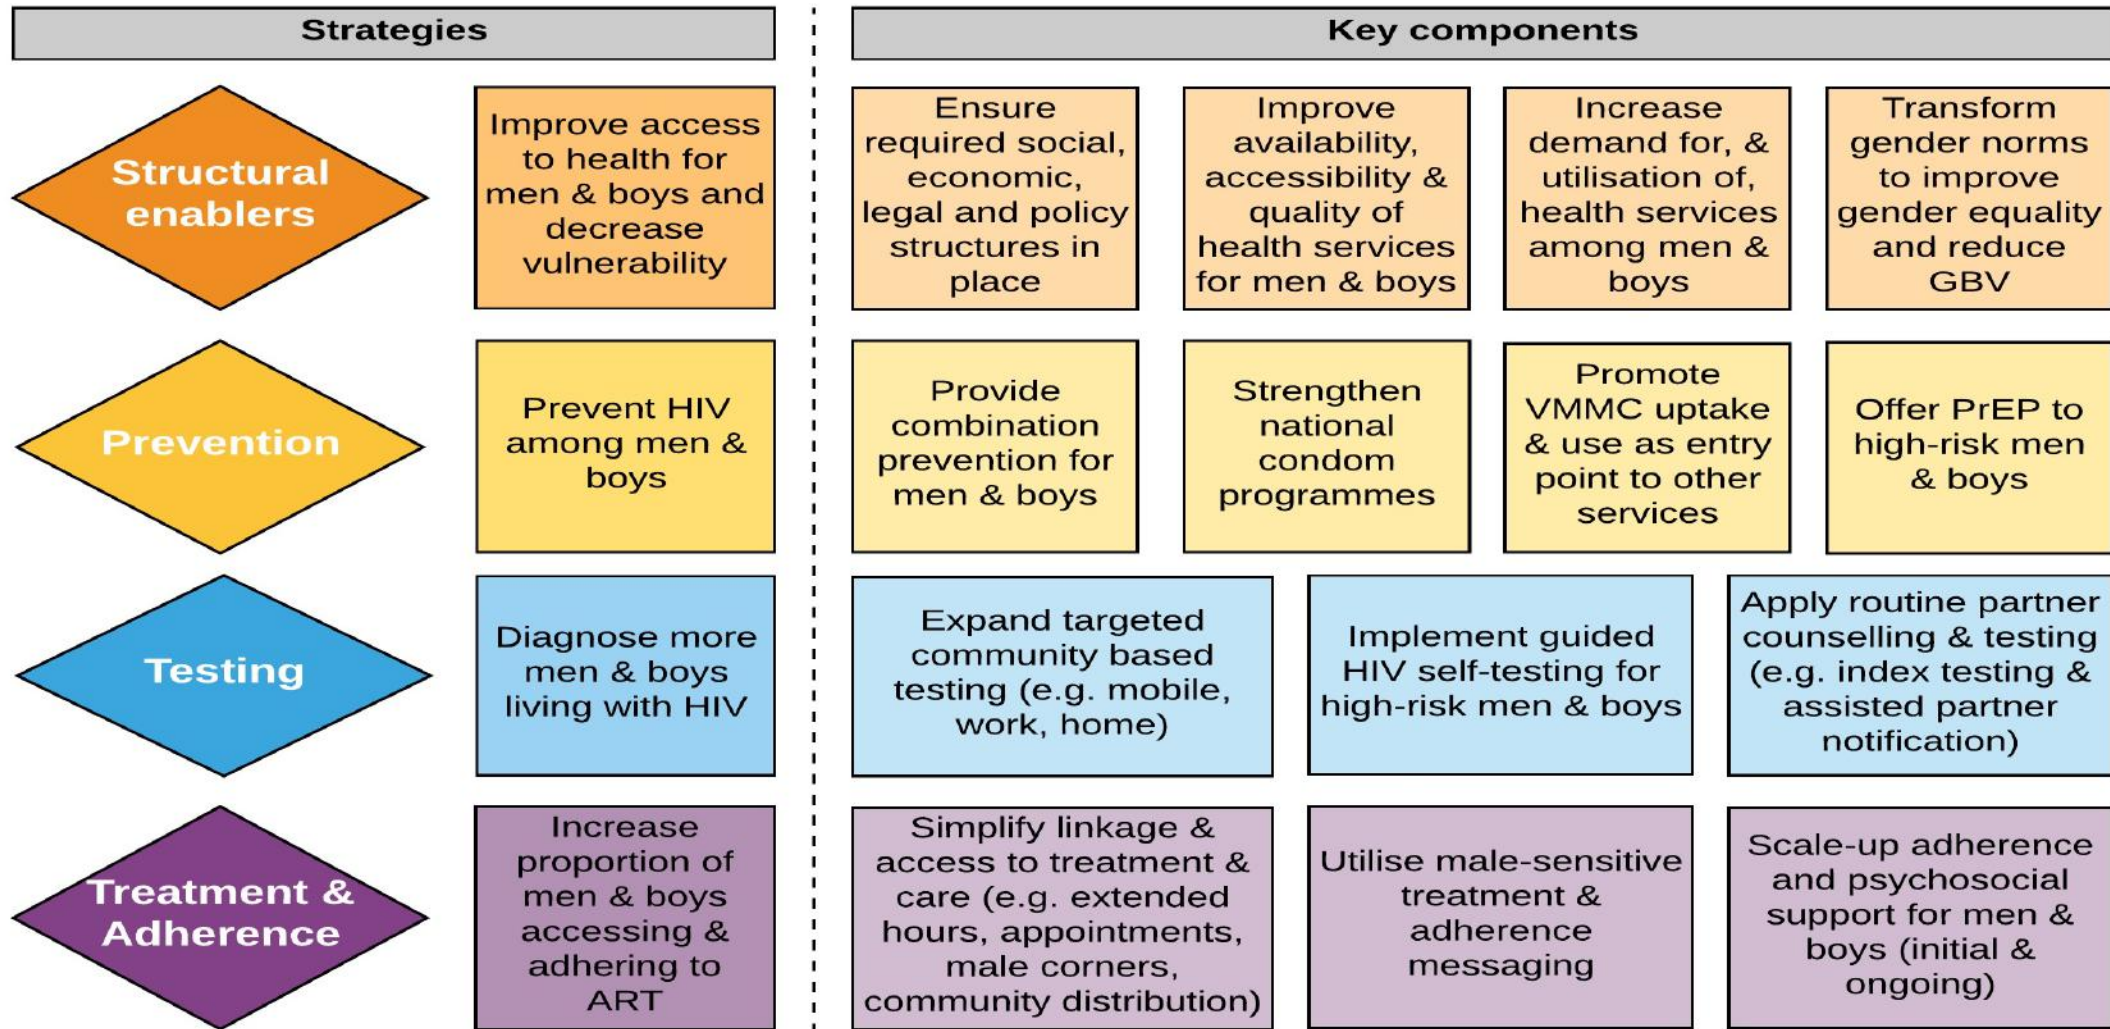 Strategies
Key components
Structural
enablers
Improve access
to health for
men & boys and
decrease
vulnerability
Ensure
required social,
economic,
legal and policy
structures in
place
Improve
availability,
accessibility &
quality of
health services
for men & boys
Increase
demand for, &
utilisation of,
health services
among men &
boys
Transform
gender norms
to improve
gender equality
and reduce
GBV
Prevention
Prevent HIV
among men &
boys
Provide
combination
prevention for
men & boys
Strengthen
national
condom
programmes
Promote
VMMC uptake
& use as entry
point to other
services
Offer PrEP to
high-risk men
& boys
Testing
Diagnose more
men & boys
living with HIV
Expand targeted
community based
testing (e.g. mobile,
work, home)
Implement guided
HIV self-testing for
high-risk men & boys
Apply routine partner
counselling & testing
(e.g. index testing &
assisted partner
notification)
Treatment &
Adherence
Increase
proportion of
men & boys
accessing &
adhering to
ART
Simplify linkage &
access to treatment &
care (e.g. extended
hours, appointments,
male corners,
community distribution)
Utilise male-sensitive
treatment &
adherence
messaging
Scale-up adherence
and psychosocial
support for men &
boys (initial &
ongoing)